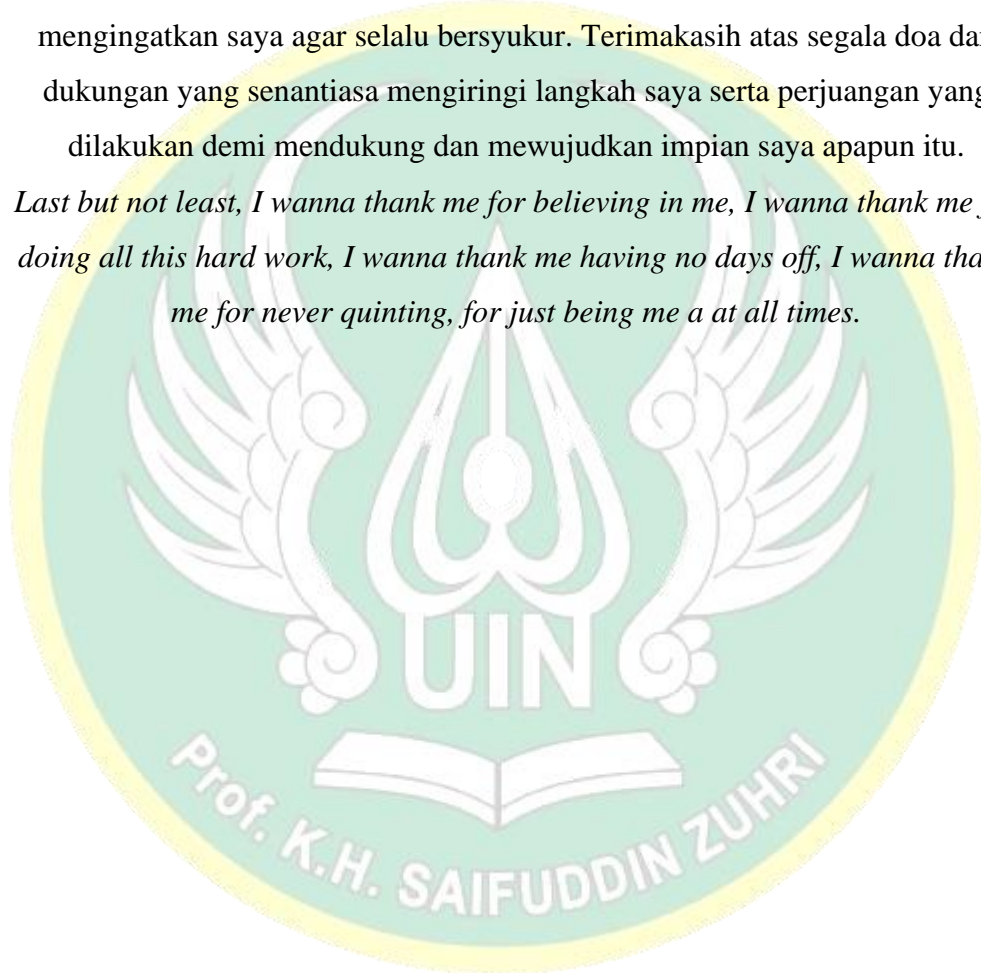 mengingatkan saya agar selalu bersyukur. Terimakasih atas segala doa da
dukungan yang senantiasa mengiringi langkah saya serta perjuangan yang
dilakukan demi mendukung dan mewujudkan impian saya apapun itu.
Last but not least, I wanna thank me for believing in me, I wanna thank me
doing all this hard work, I wanna thank me having no days off, I wanna tha
me for never quinting, for just being me a at all times.
UIN
Prof. K.H. SAIFUDDIN ZUHRI